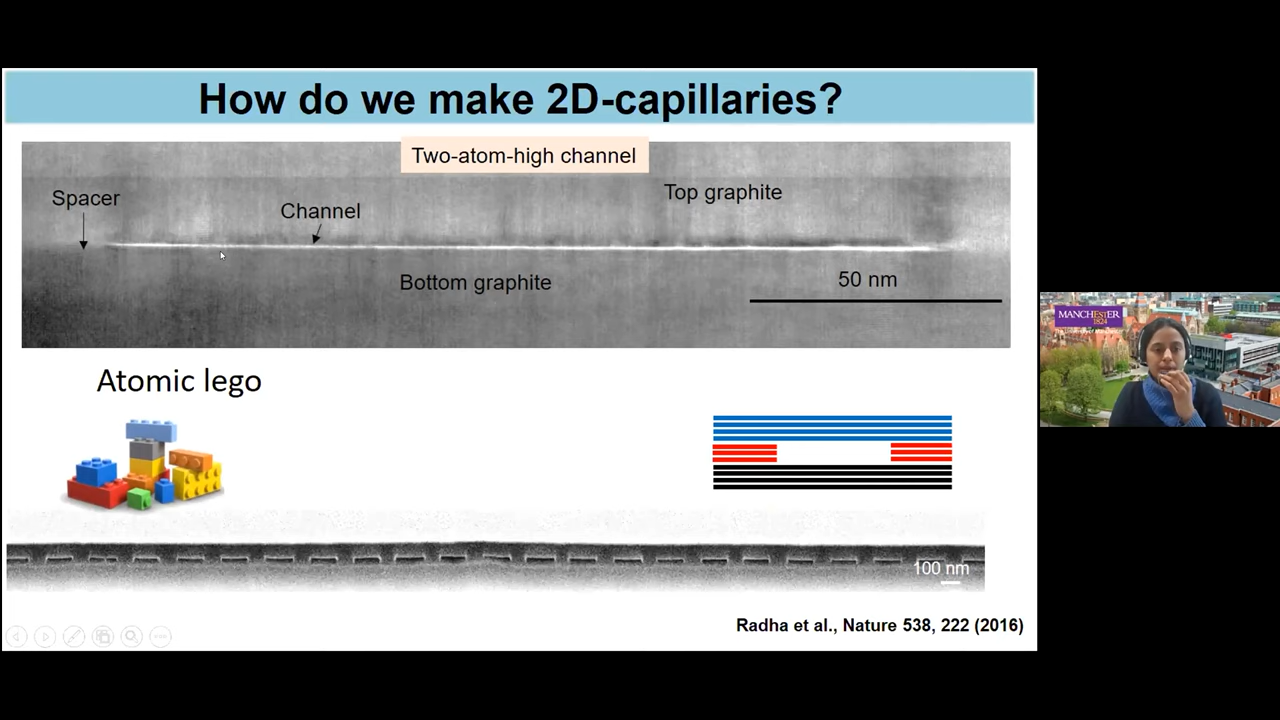 How do we make 2D-capillaries?
Two-atom-high channel
Spacer
Channel
Top graphite
Bottom graphite
50 nm
Atomic lego
100 nm
Radha et al., Nature 538, 222 (2016)
MANCHESTER
1824